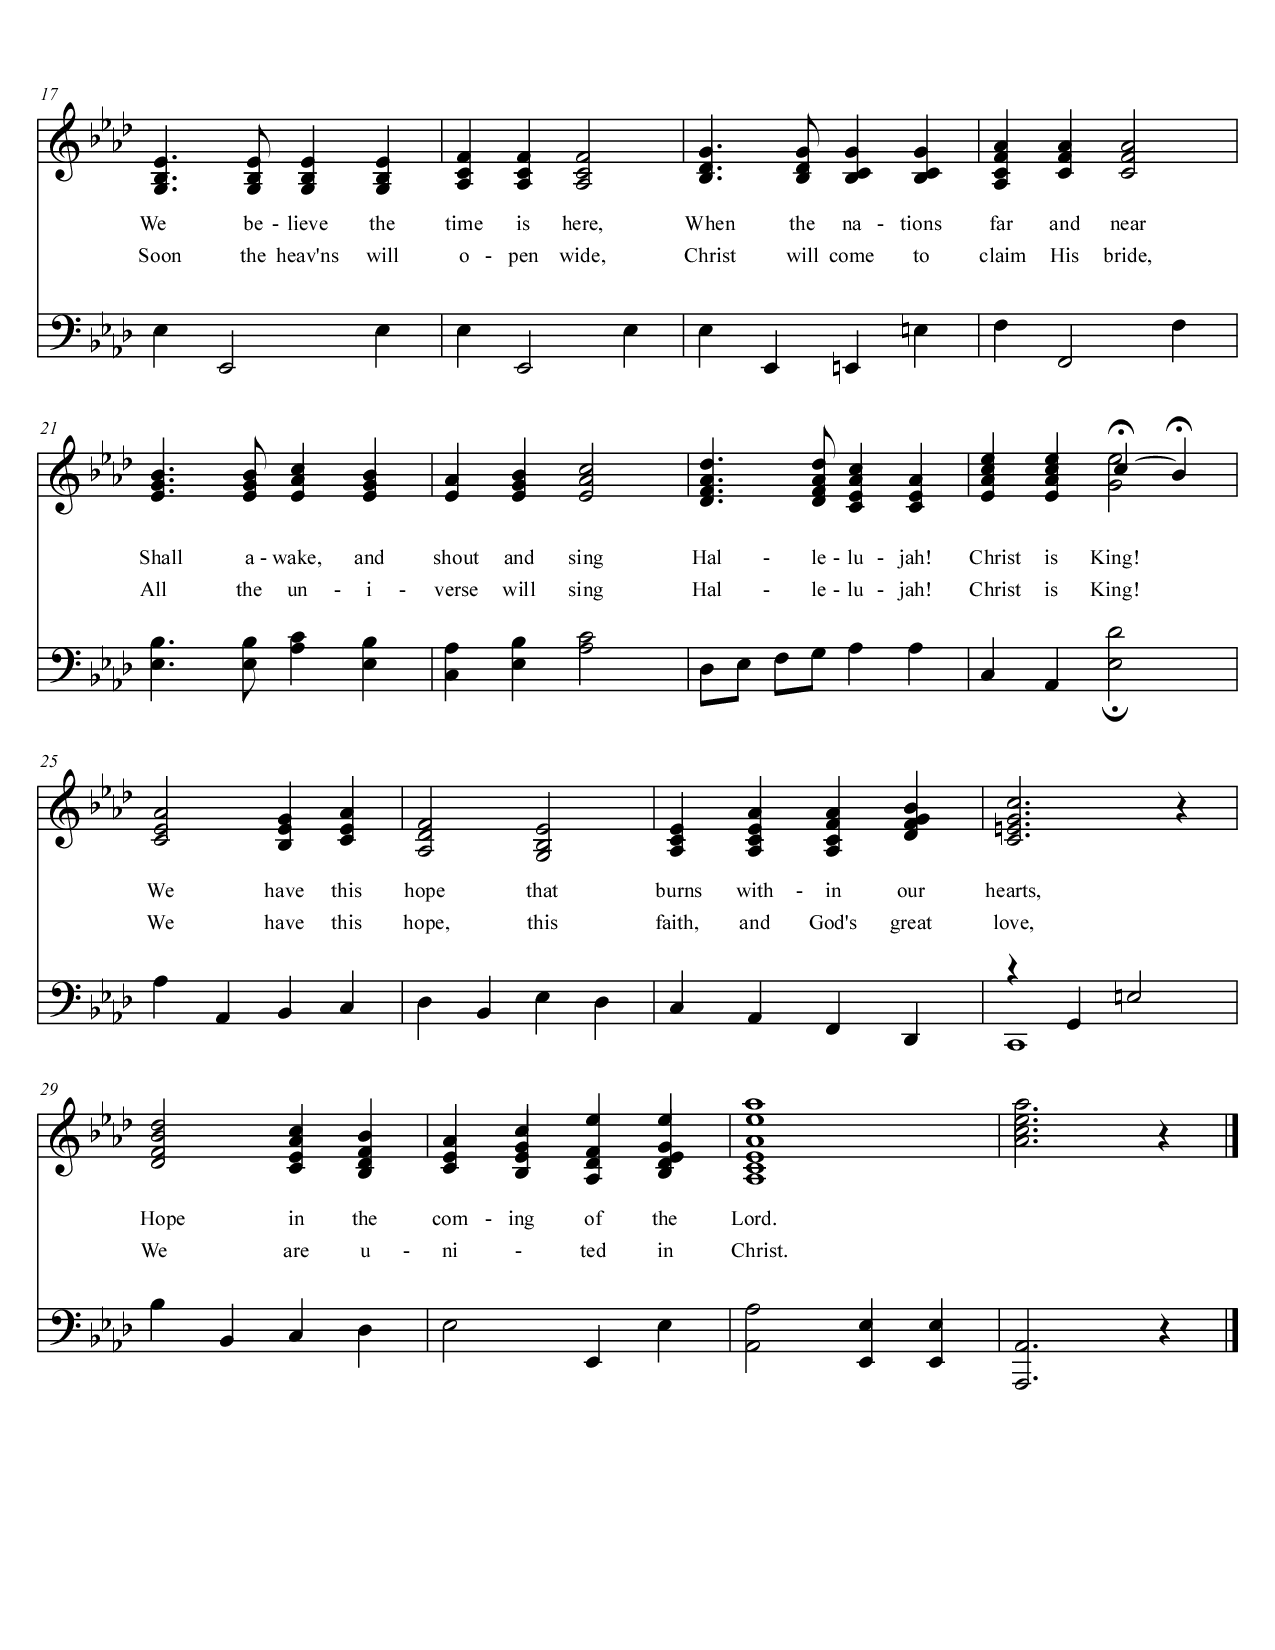 17
We be - lieve the time is here, When the na - tions far and near
Soon the heav'ns will o - pen wide, Christ will come to claim His bride,
21
Shall a - wake, and shout and sing Hal - le - lu - jah! Christ is King!
All the un - i - verse will sing Hal - le - lu - jah! Christ is King!
25
We have this hope that burns with - in our hearts,
We have this hope, this faith, and God's great love,
29
Hope in the com - ing of the Lord.
We are u - ni - ted in Christ.